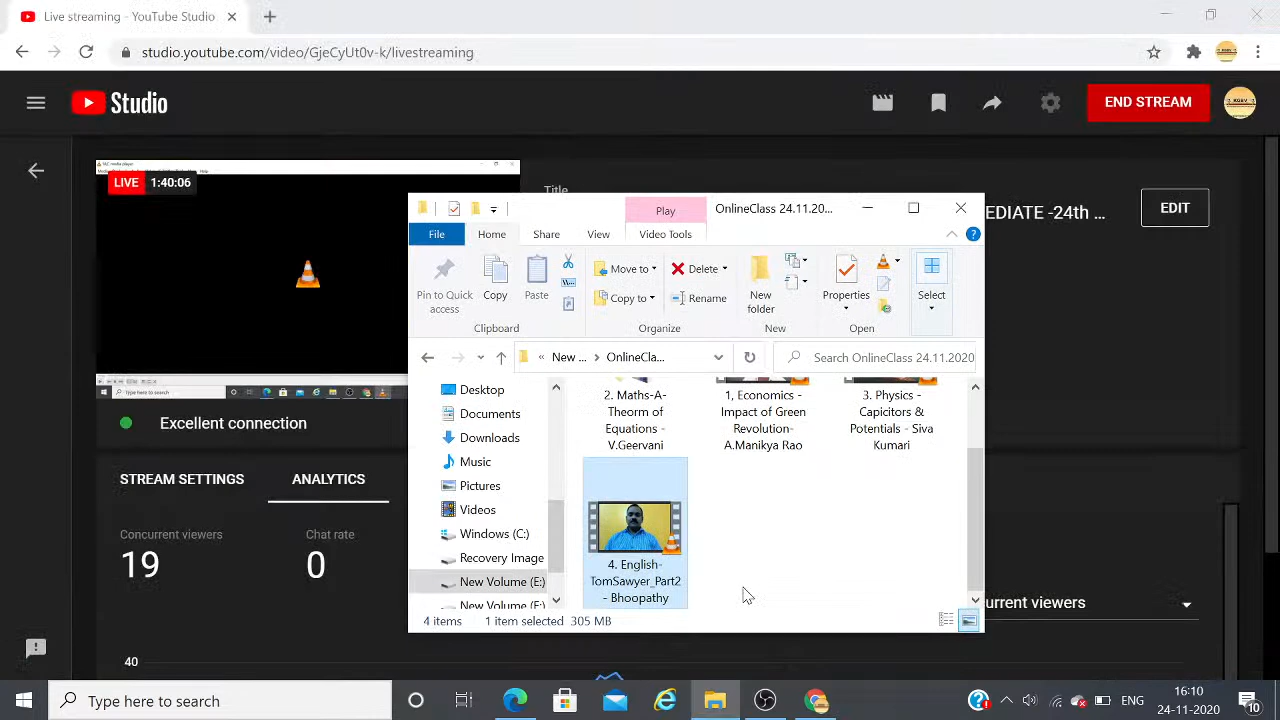 Live streaming - YouTube Studio
studio.youtube.com/video/GjeCyUt0v-k/livestreaming
Studio
END STREAM
LIVE 1:40:06
Title
EDIATE -24th ...
EDIT
Excellent connection
STREAM SETTINGS
ANALYTICS
Concurrent viewers
19
Chat rate
0
urrent viewers
40
Play
OnlineClass 24.11.20...
File
Home
Share
View
Video Tools
Pin to Quick
access
Copy
Paste
Clipboard
Move to
Copy to
Delete
Rename
Organize
New
folder
New
Properties
Open
Select
« New ... > OnlineCla...
Search OnlineClass 24.11.2020
Desktop
Documents
Downloads
Music
Pictures
Videos
Windows (C:)
Recovery Image
New Volume (E:)
New Volume (E:)
2. Maths-A-
Theorm of
Equations -
V.Geervani
1, Economics -
Impact of Green
Revolution-
A.Manikya Rao
3. Physics -
Capicitors &
Potentials - Siva
Kumari
4. English-
TomSawyer_Part2
- Bhoopathy
4 items
1 item selected 305 MB
Type here to search
ENG
16:10
24-11-2020
10